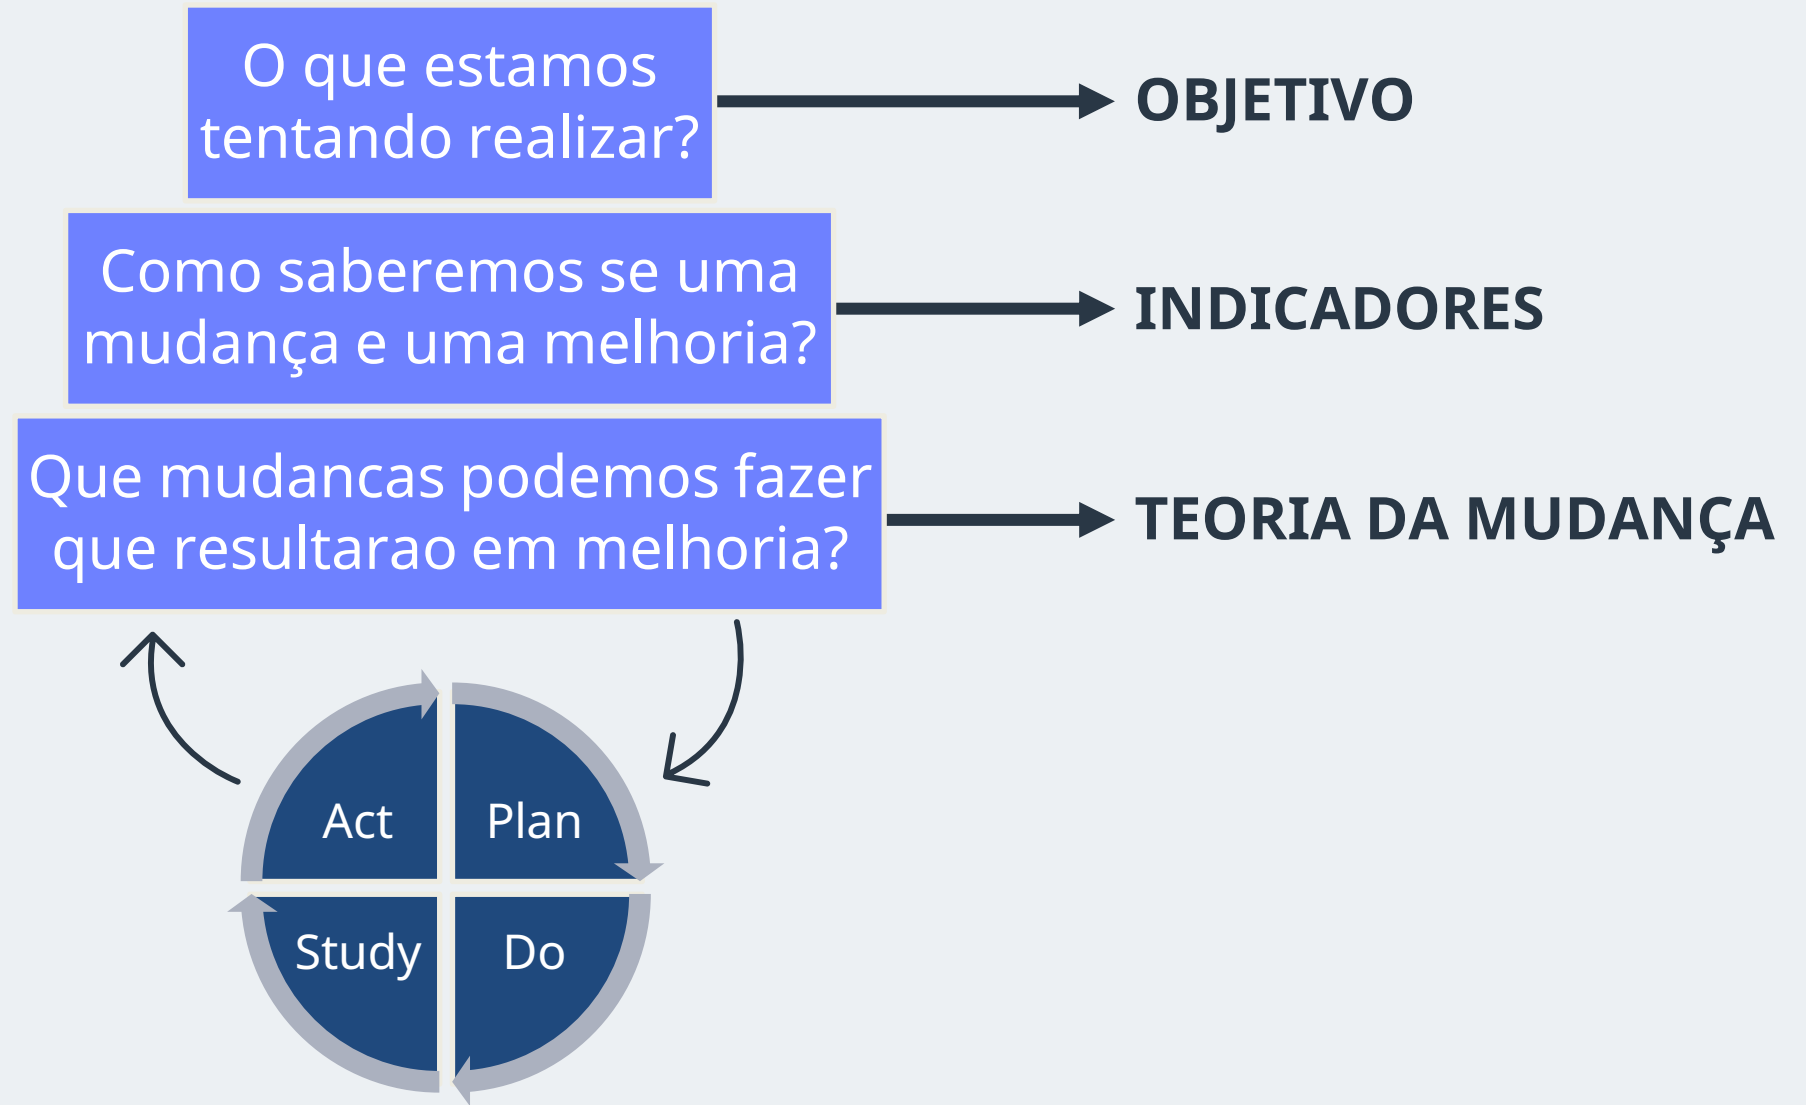 O que estamos
tentando realizar?
OBJETIVO
Como saberemos se uma
mudança e uma melhoria?
INDICADORES
Que mudancas podemos fazer
que resultarao em melhoria?
TEORIA DA MUDANÇA
Act
Plan
Study
Do